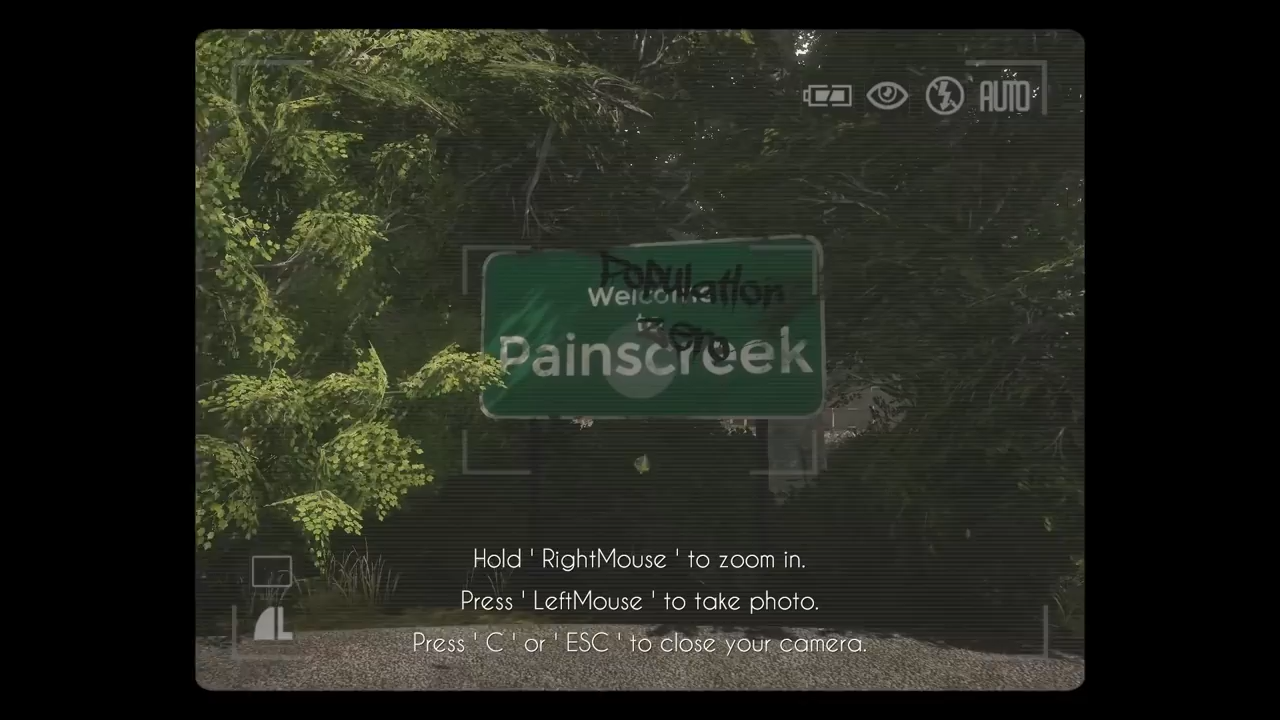 AUTO
Population
Welcome
to
Zero
Painscreek
L
Hold ' RightMouse ' to zoom in.
Press ' LeftMouse ' to take photo.
Press ' C ' or ' ESC ' to close your camera.